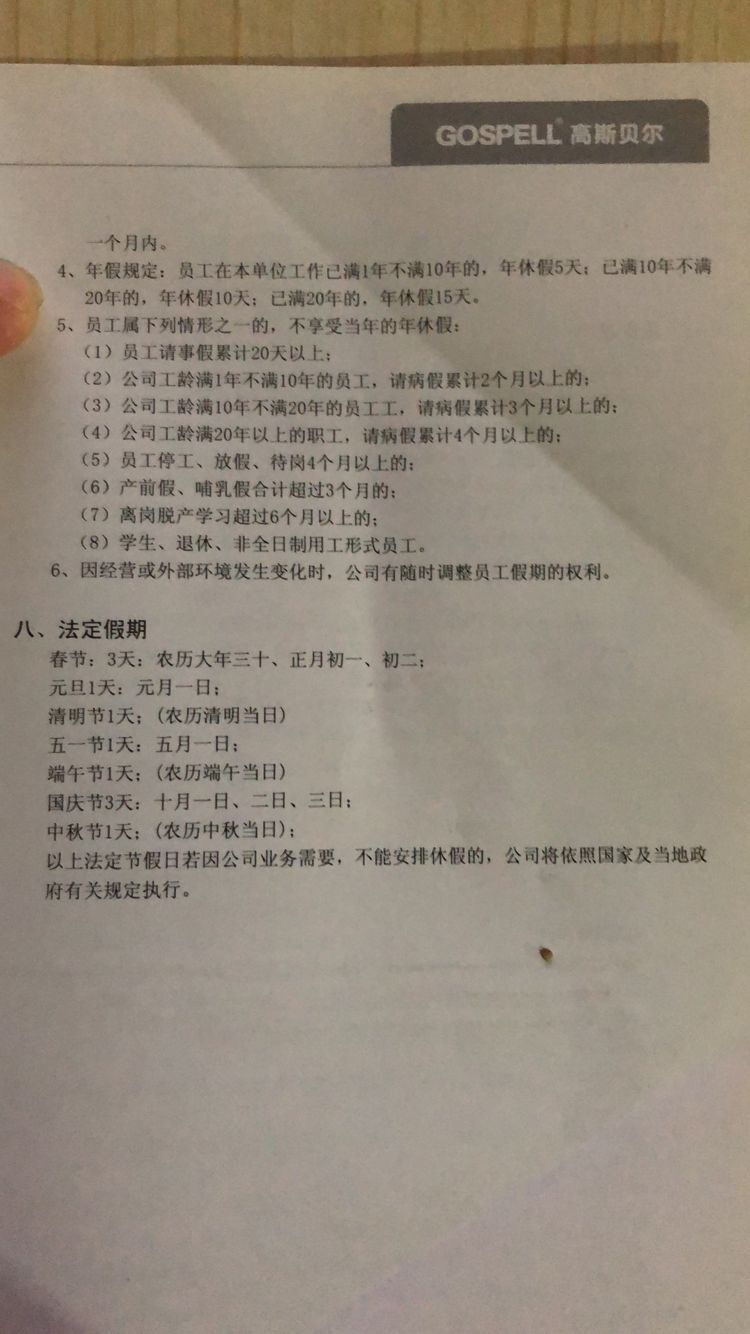 GOSPELL® 高斯贝尔
一个月内。
4、年假规定：员工在本单位工作已满1年不满10年的，年休假5天；已满10年不满
20年的，年休假10天；已满20年的，年休假15天。
5、员工属下列情形之一的，不享受当年的年休假：
（1）员工请事假累计20天以上；
（2）公司工龄满1年不满10年的员工，请病假累计2个月以上的；
（3）公司工龄满10年不满20年的员工工，请病假累计3个月以上的；
（4）公司工龄满20年以上的职工，请病假累计4个月以上的；
（5）员工停工、放假、待岗4个月以上的；
（6）产前假、哺乳假合计超过3个月的；
（7）离岗脱产学习超过6个月以上的；
（8）学生、退休、非全日制用工形式员工。
6、因经营或外部环境发生变化时，公司有随时调整员工假期的权利。
八、法定假期
春节：3天：农历大年三十、正月初一、初二；
元旦1天：元月一日；
清明节1天；(农历清明当日)
五一节1天：五月一日；
端午节1天；(农历端午当日)
国庆节3天：十月一日、二日、三日；
中秋节1天；(农历中秋当日)；
以上法定节假日若因公司业务需要，不能安排休假的，公司将依照国家及当地政
府有关规定执行。